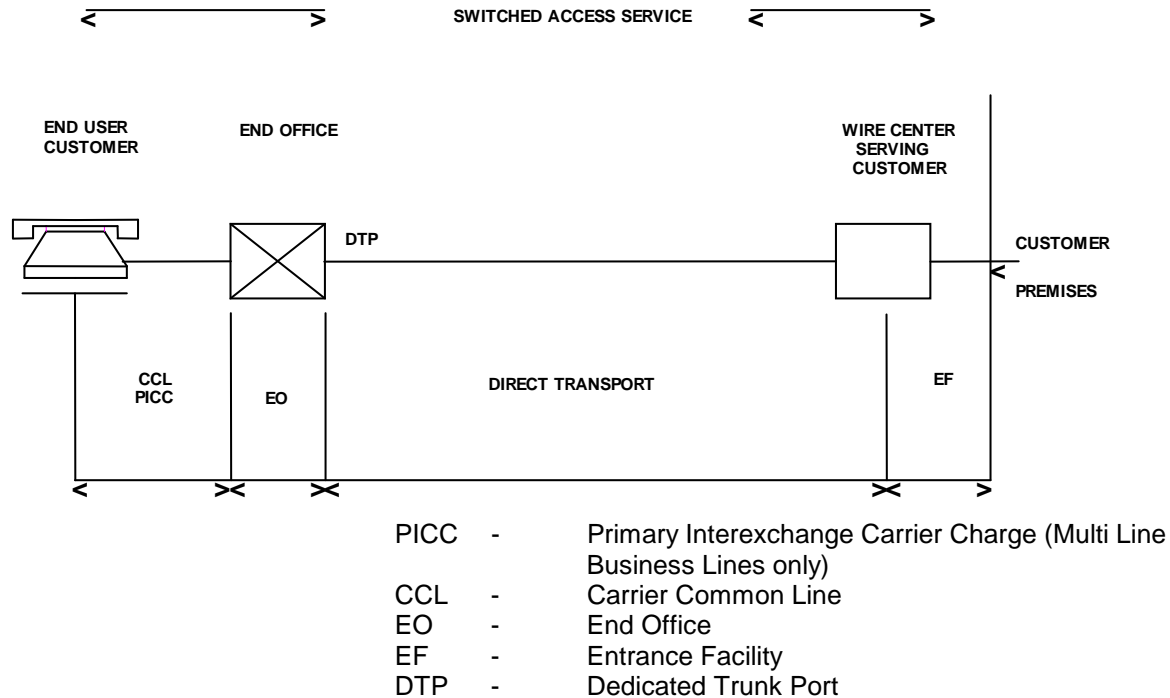 SWITCHED ACCESS SERVICE
END USER
CUSTOMER
END OFFICE
WIRE CENTER
SERVING
CUSTOMER
DTP
CUSTOMER
PREMISES
CCL
PICC
EO
DIRECT TRANSPORT
EF
PICC - Primary Interexchange Carrier Charge (Multi Line
Business Lines only)
CCL - Carrier Common Line
EO - End Office
EF - Entrance Facility
DTP - Dedicated Trunk Port